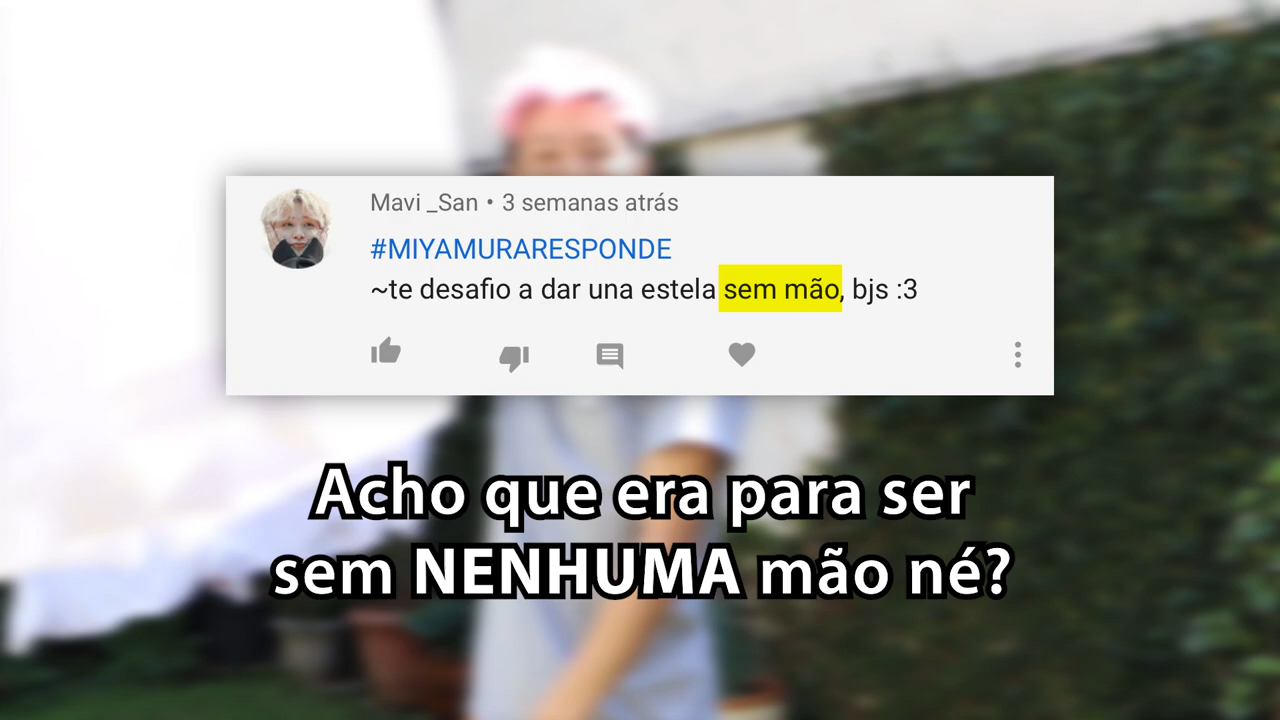 Mavi _San • 3 semanas atrás
#MIYAMURARESPONDE
~te desafio a dar una estela sem mão, bjs :3
Acho que era para ser
sem NENHUMA mão né?